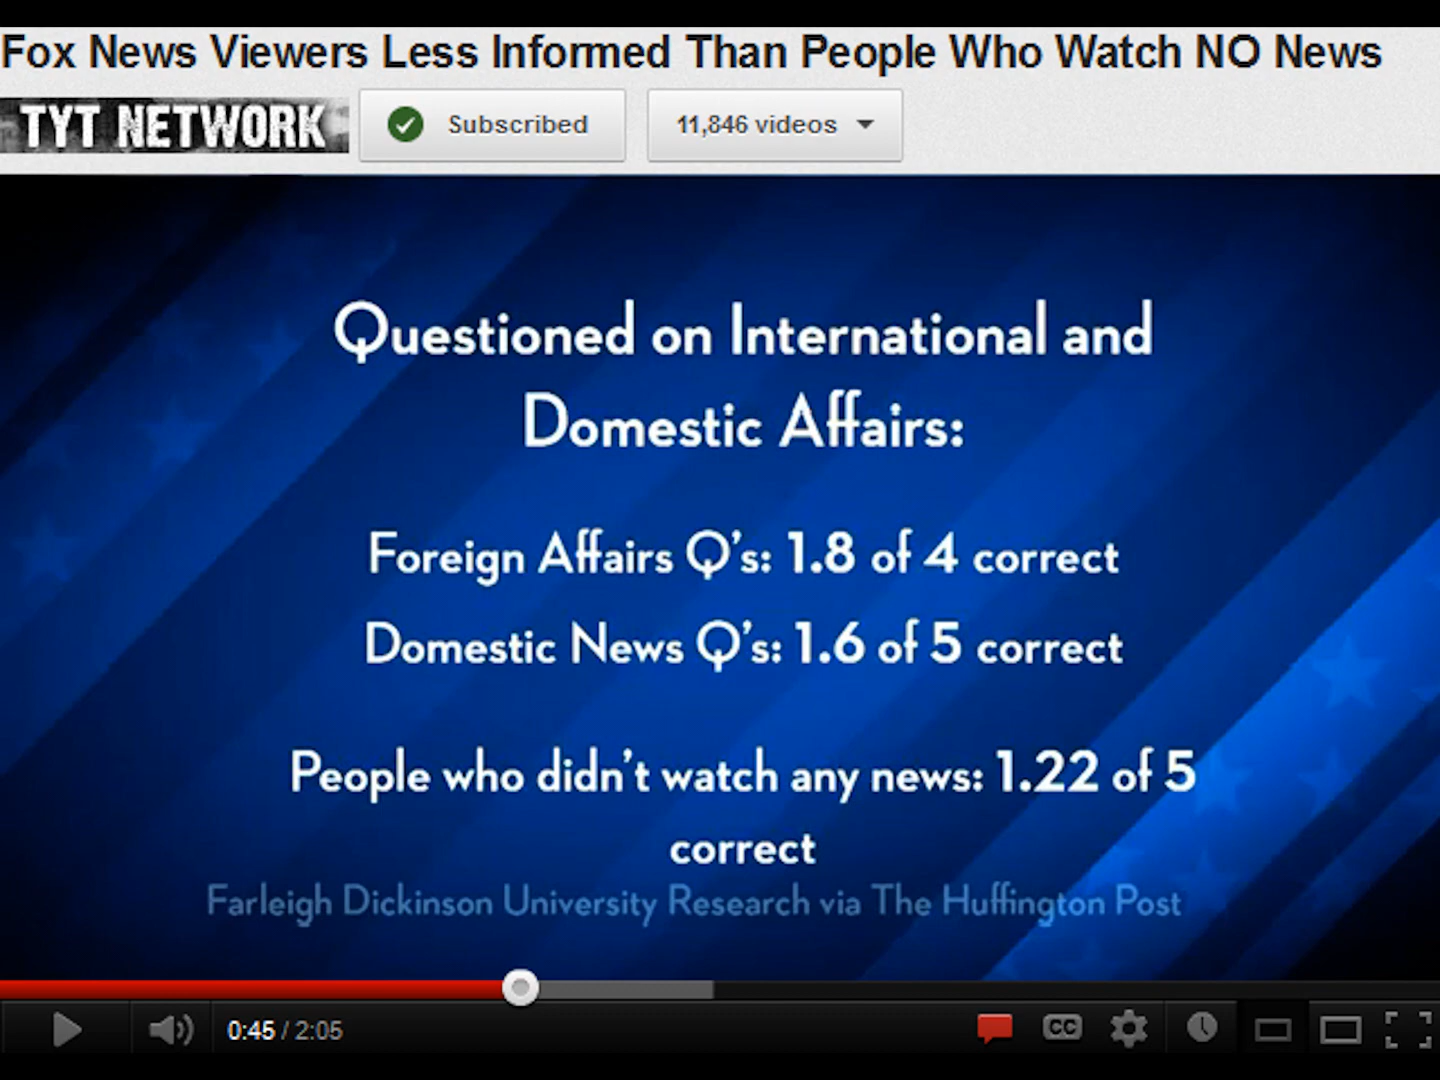 Fox News Viewers Less Informed Than People Who Watch NO News
TYT NETWORK
Subscribed
11,846 videos
Questioned on International and
Domestic Affairs:
Foreign Affairs Q's: 1.8 of 4 correct
Domestic News Q's: 1.6 of 5 correct
People who didn't watch any news: 1.22 of 5
correct
Farleigh Dickinson University Research via The Huffington Post
0:45 / 2:05
CC